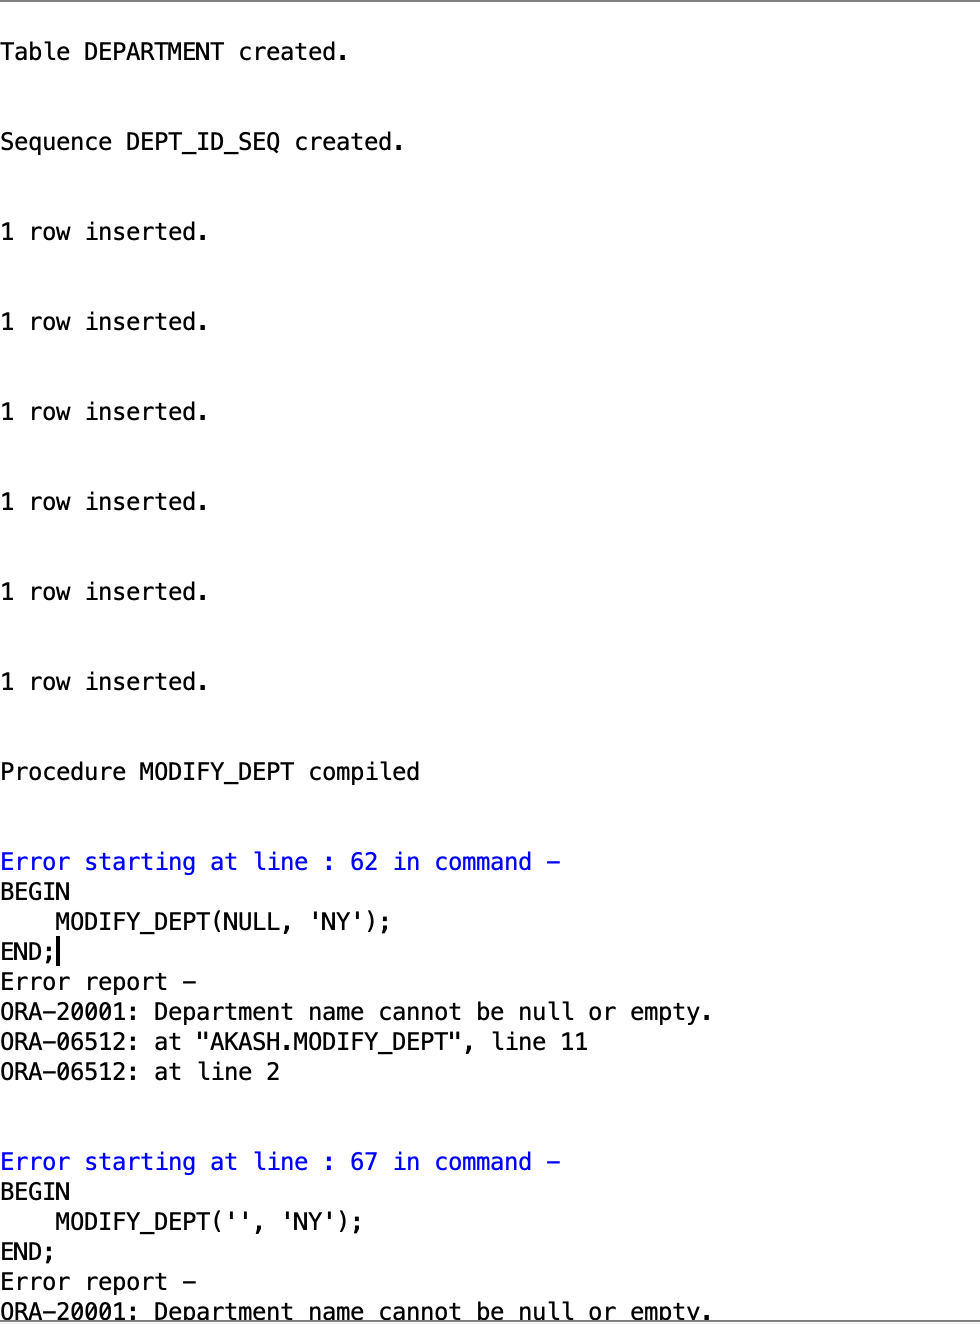 Table DEPARTMENT created.
Sequence DEPT_ID_SEQ created.
1 row inserted.
1 row inserted.
1 row inserted.
1 row inserted.
1 row inserted.
1 row inserted.
Procedure MODIFY_DEPT compiled
Error starting at line : 62 in command -
BEGIN
    MODIFY_DEPT(NULL, 'NY');
END;
Error report -
ORA-20001: Department name cannot be null or empty.
ORA-06512: at "AKASH.MODIFY_DEPT", line 11
ORA-06512: at line 2
Error starting at line : 67 in command -
BEGIN
    MODIFY_DEPT('', 'NY');
END;
Error report -
ORA-20001: Department name cannot be null or empty.